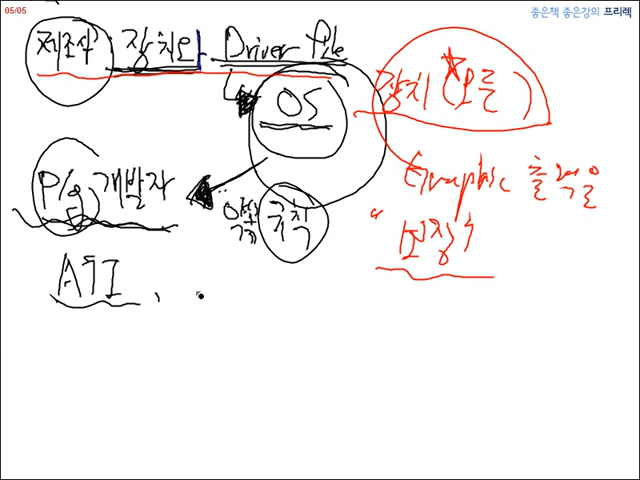 05/05
좋은책 좋은강의 프리렉
제조사 장치와 Driver file
OS
장치 (모든 )
P/g 개발자
Graphic 출력을
"약속 규칙
"보장"
API ,